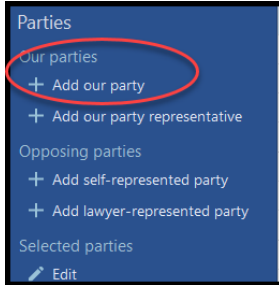 Parties
Our parties
+ Add our party
+ Add our party representative
Opposing parties
+ Add self-represented party
+ Add lawyer-represented party
Selected parties
Edit